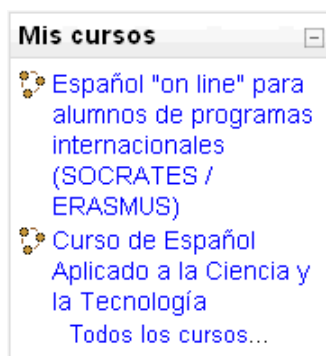 Mis cursos
Español "on line" para
alumnos de programas
internacionales
(SOCRATES /
ERASMUS)
Curso de Español
Aplicado a la Ciencia y
la Tecnología
Todos los cursos...